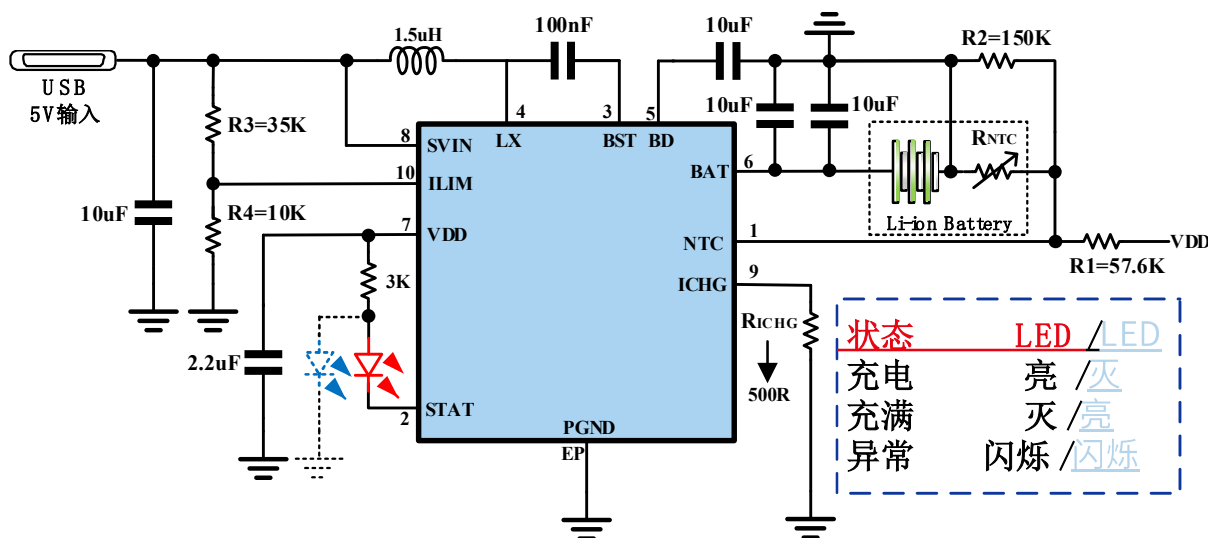 1.5uH
100nF
10uF
R2=150K
USB
5V输入
R3=35K
4
3
5
10uF
10uF
RNTC
8
SVIN
LX
BST
BD
BAT
6
10
ILIM
10uF
R4=10K
Li-ion Battery
7
VDD
NTC
1
VDD
R1=57.6K
3K
ICHG
9
RICHG
500R
2.2uF
2
STAT
PGND
EP
状态 LED /LED
充电 亮 /灭
充满 灭 /亮
异常 闪烁 /闪烁